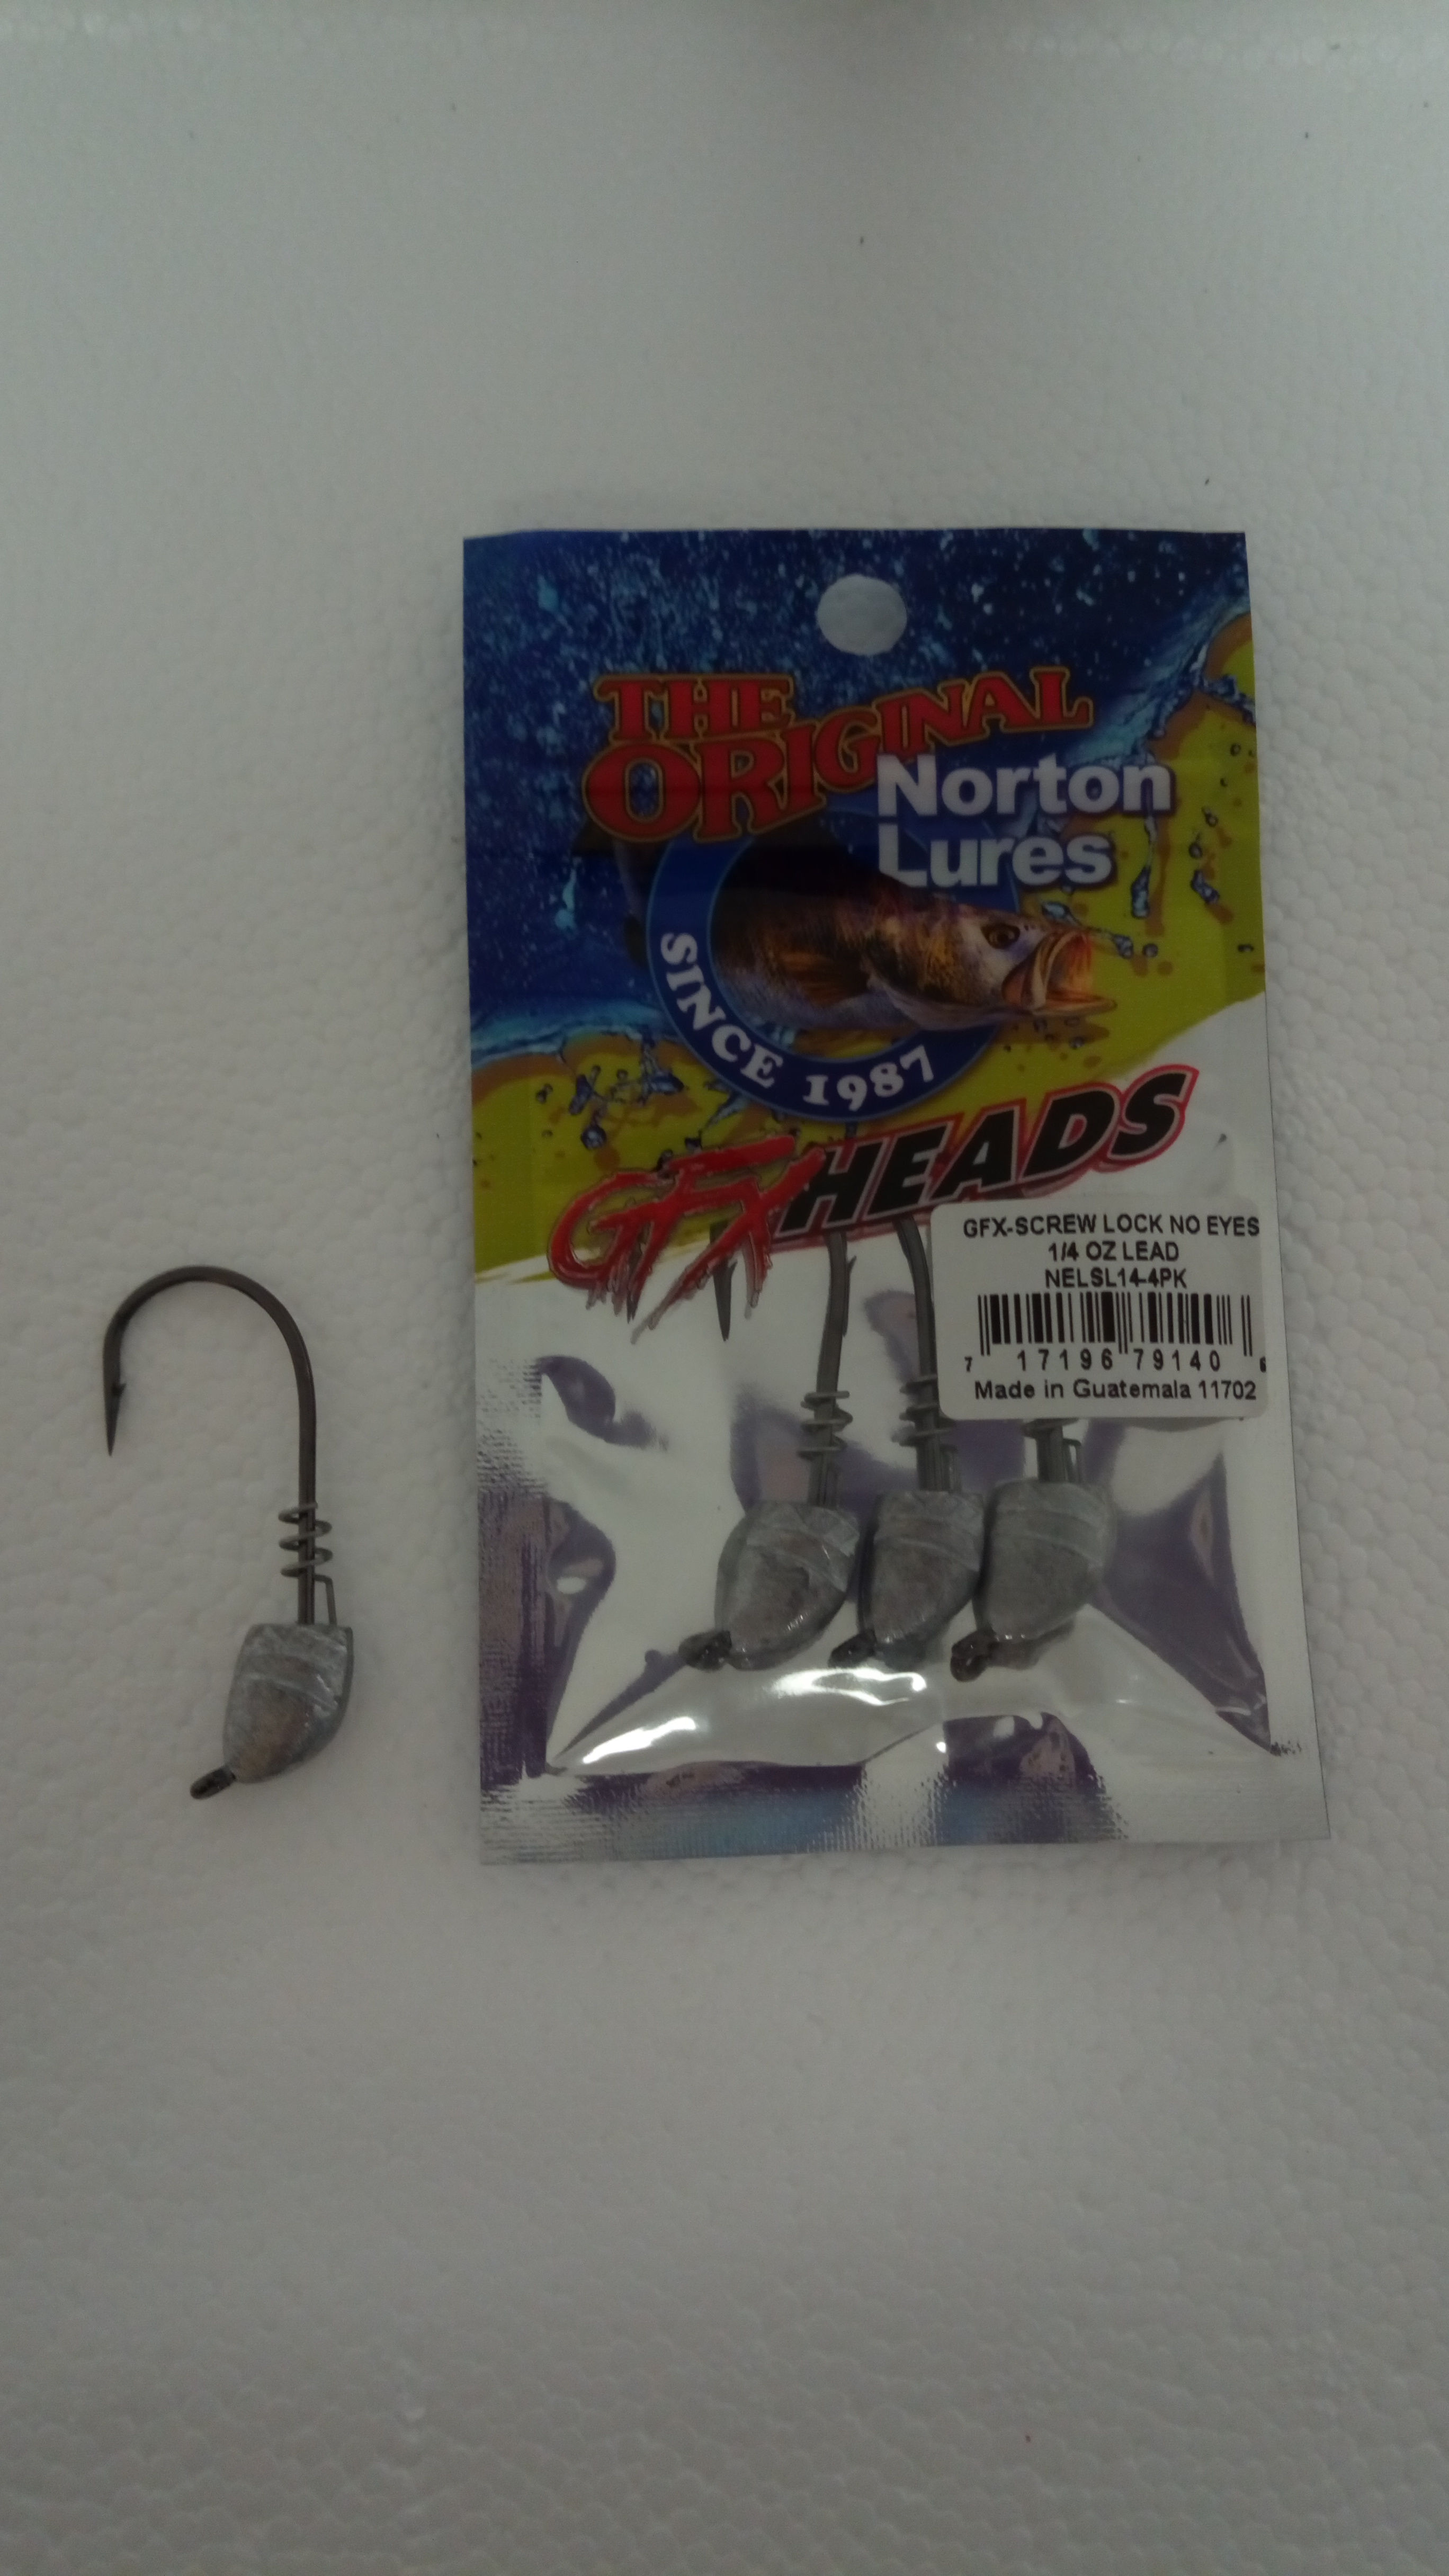 THE
ORIGINAL
Norton
Lures
SINCE 1987
GFX HEADS
GFX-SCREW LOCK NO EYES
1/4 OZ LEAD
NELSL14-4PK
7 17196 79140 6
Made in Guatemala 11702